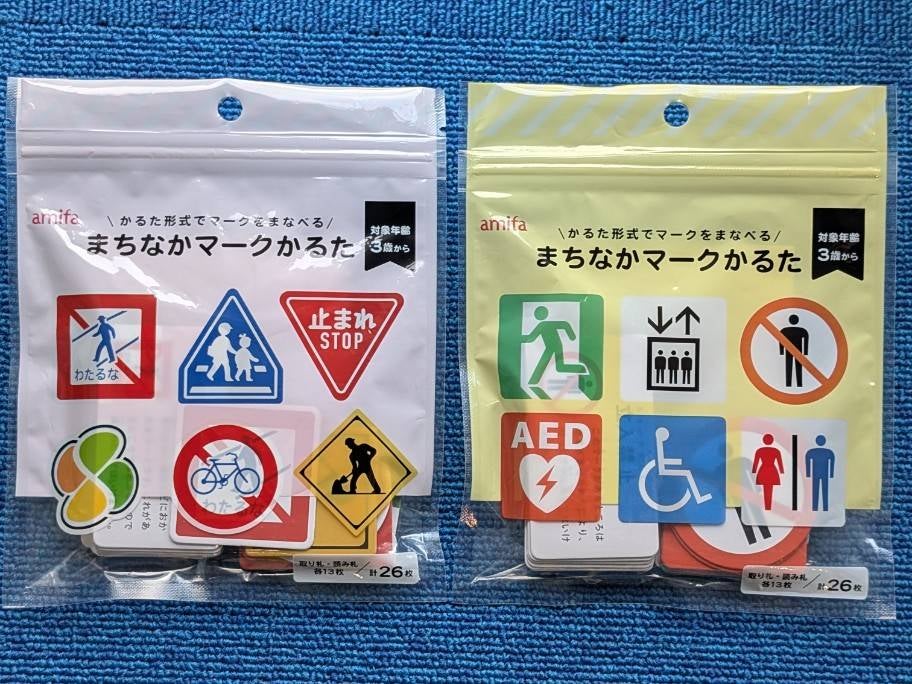 amifa
\ かるた形式でマークをまなべる /
まちなかマークかるた
対象年齢
3歳から
わたるな
止まれ
STOP
取り札・読み札
各13枚
計26枚
amifa
\ かるた形式でマークをまなべる /
まちなかマークかるた
対象年齢
3歳から
AED
取り札・読み札
各13枚
計26枚